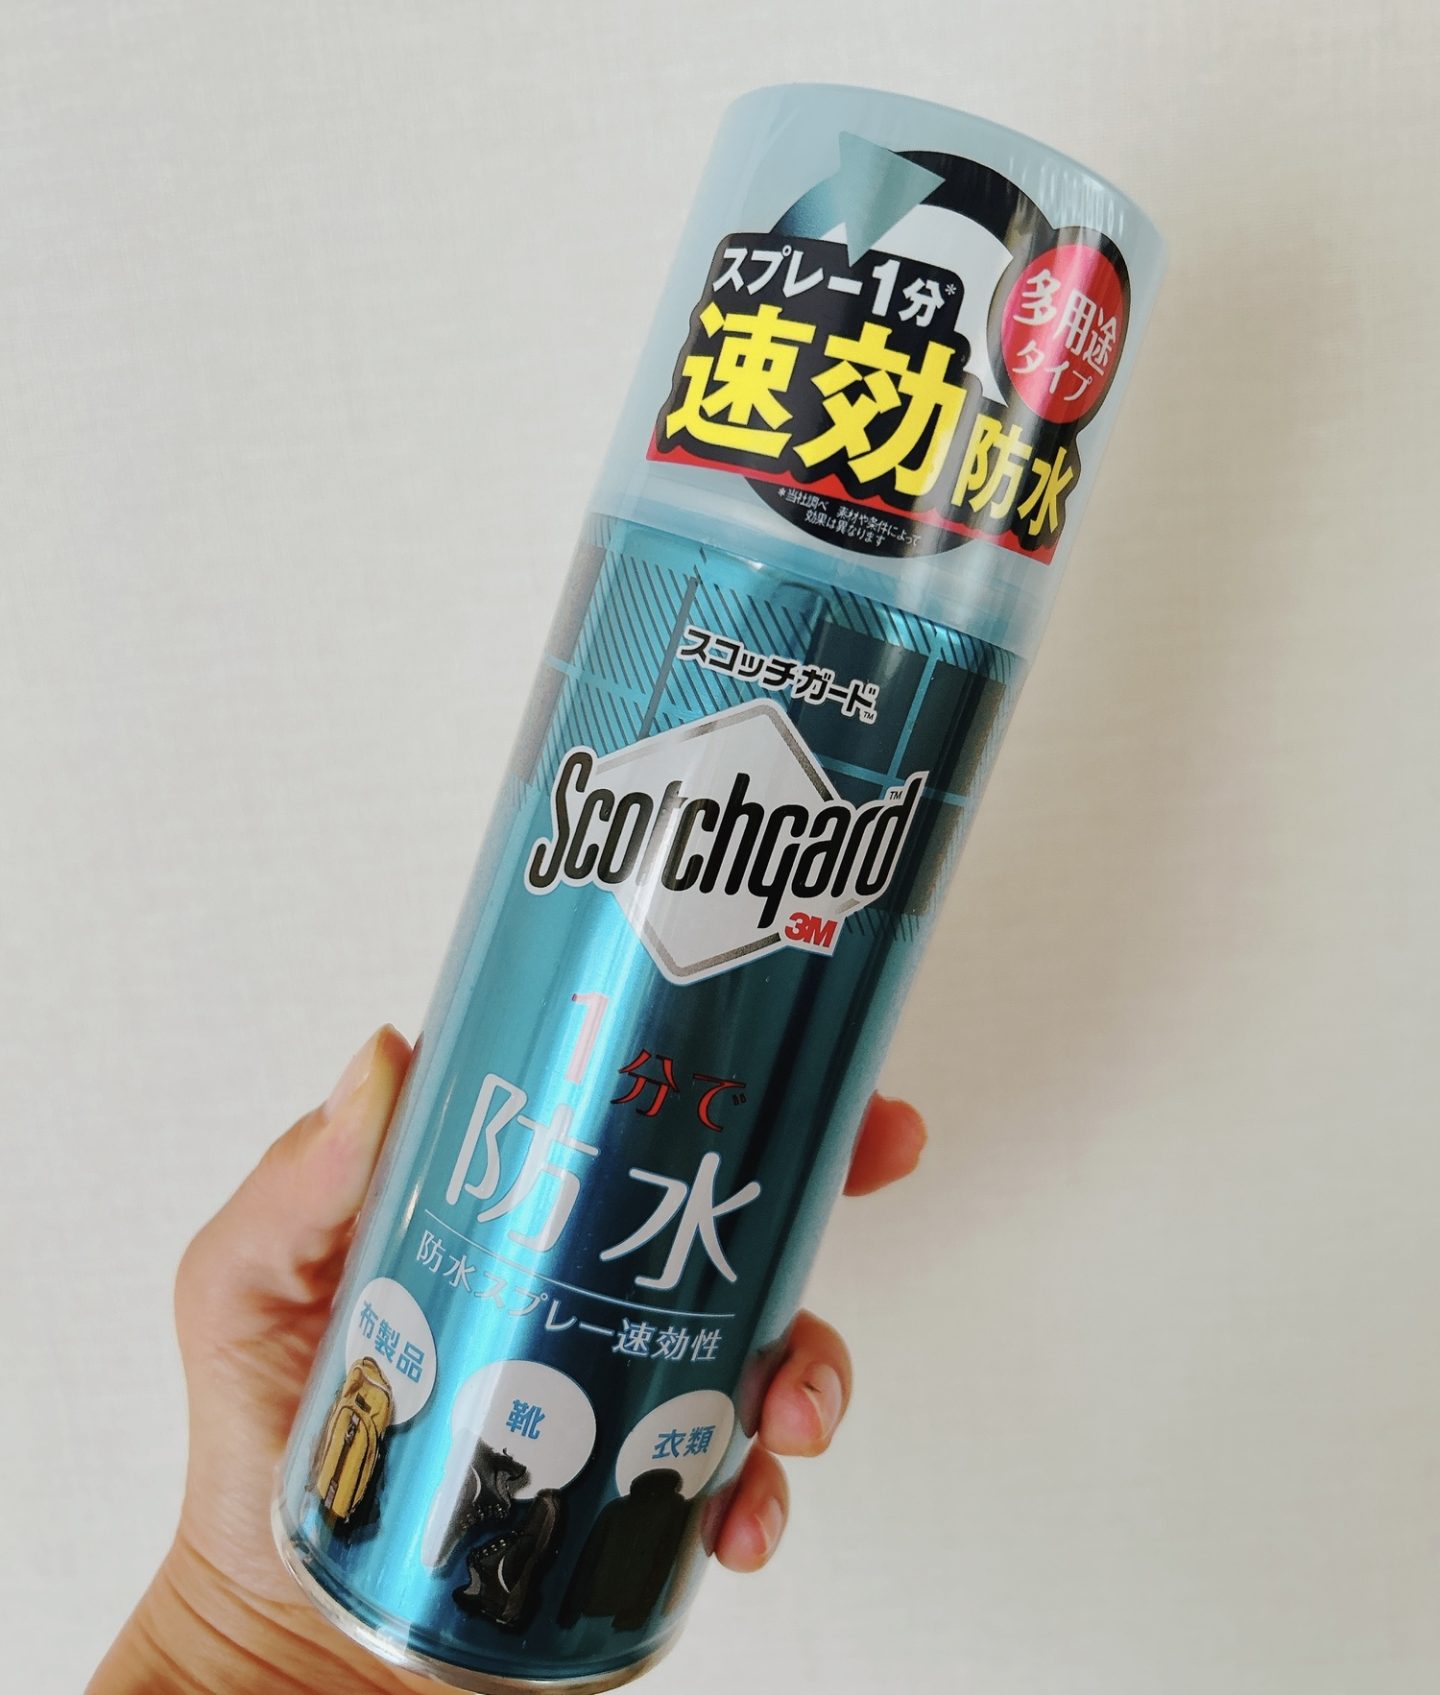 スプレー1分*
速効防水
多用途
タイプ
*当社調べ 素材や条件によって
効果は異なります
スコッチガード™
Scotchgard™
3M
1分で
防水
防水スプレー速効性
布製品
靴
衣類